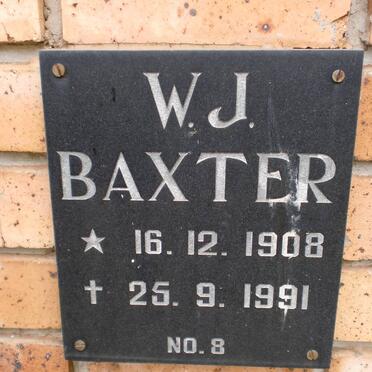 W. J.
BAXTER
★ 16. 12. 1908
✝ 25. 9. 1991
NO. 8